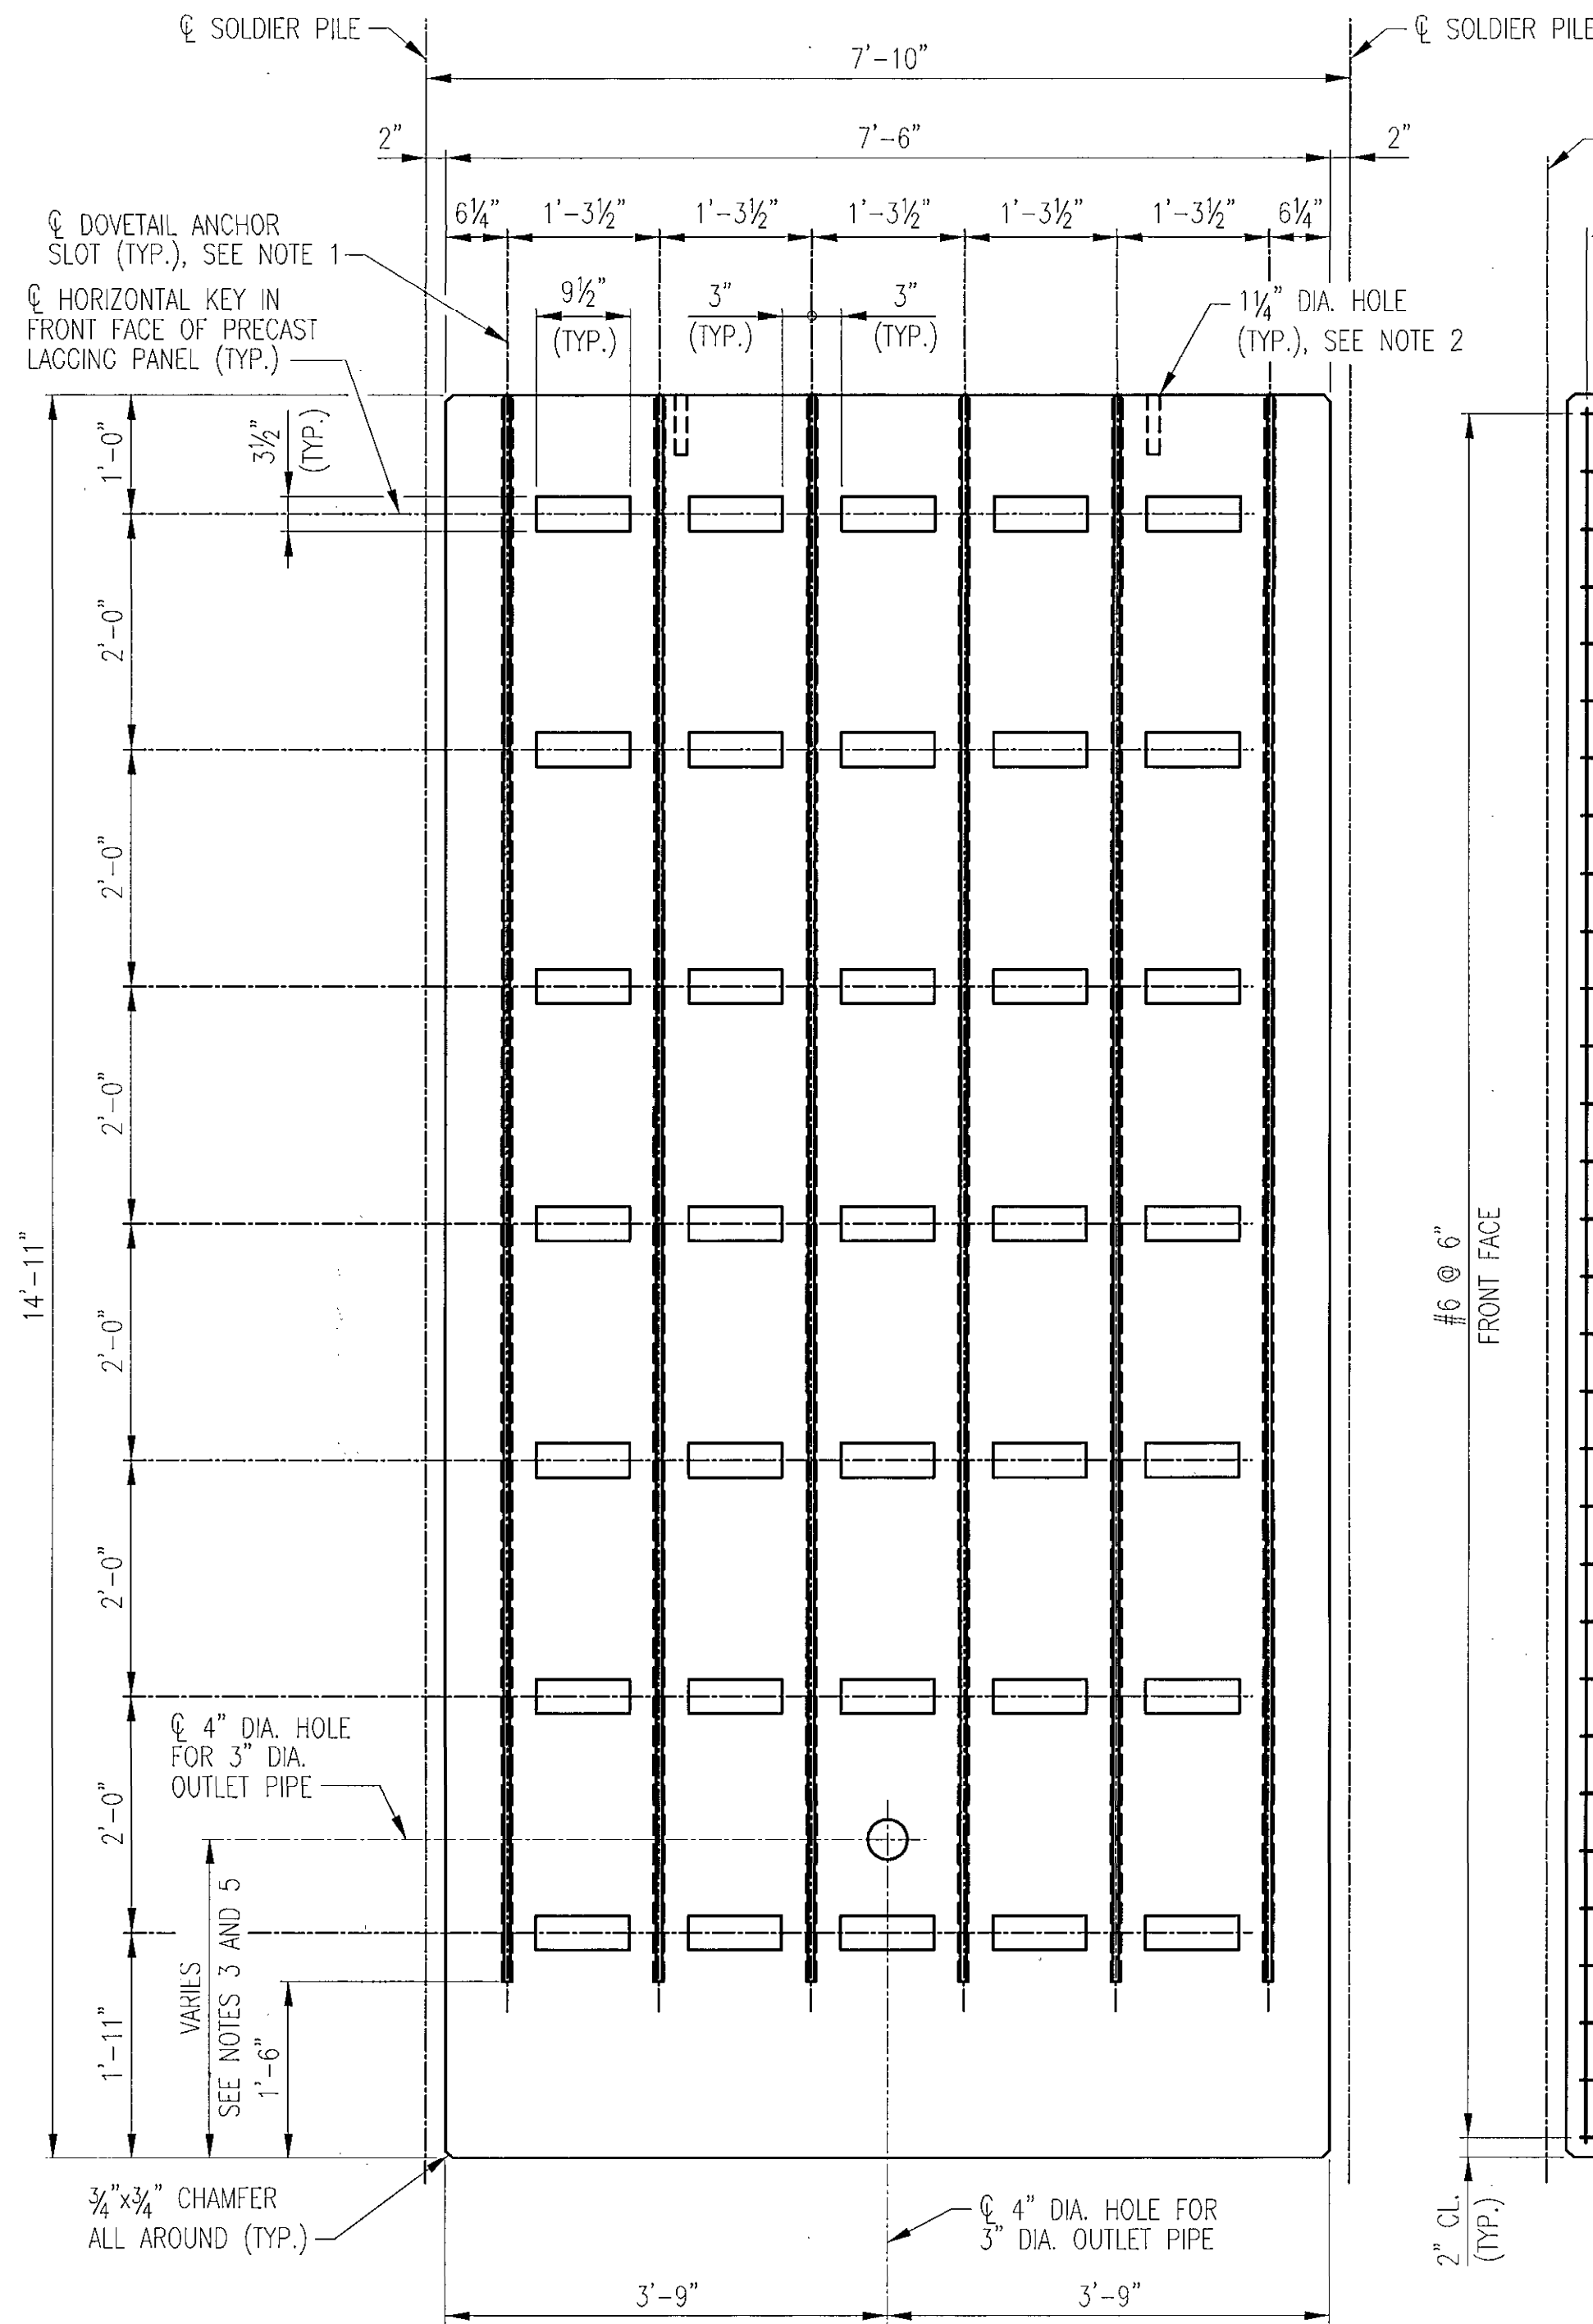 ℄ SOLDIER PILE
℄ SOLDIER PILE
7'-10"
2"
7'-6"
2"
6¼"
1'-3½"
1'-3½"
1'-3½"
1'-3½"
1'-3½"
6¼"
℄ DOVETAIL ANCHOR
SLOT (TYP.), SEE NOTE 1
℄ HORIZONTAL KEY IN
FRONT FACE OF PRECAST
LAGGING PANEL (TYP.)
9½"
(TYP.)
3"
(TYP.)
3"
(TYP.)
1¼" DIA. HOLE
(TYP.), SEE NOTE 2
3½"
(TYP.)
1'-0"
2'-0"
2'-0"
2'-0"
2'-0"
2'-0"
2'-0"
1'-11"
14'-11"
#6 @ 6"
FRONT FACE
℄ 4" DIA. HOLE
FOR 3" DIA.
OUTLET PIPE
VARIES
SEE NOTES 3 AND 5
1'-6"
¾"x¾" CHAMFER
ALL AROUND (TYP.)
℄ 4" DIA. HOLE FOR
3" DIA. OUTLET PIPE
2" CL.
(TYP.)
3'-9"
3'-9"